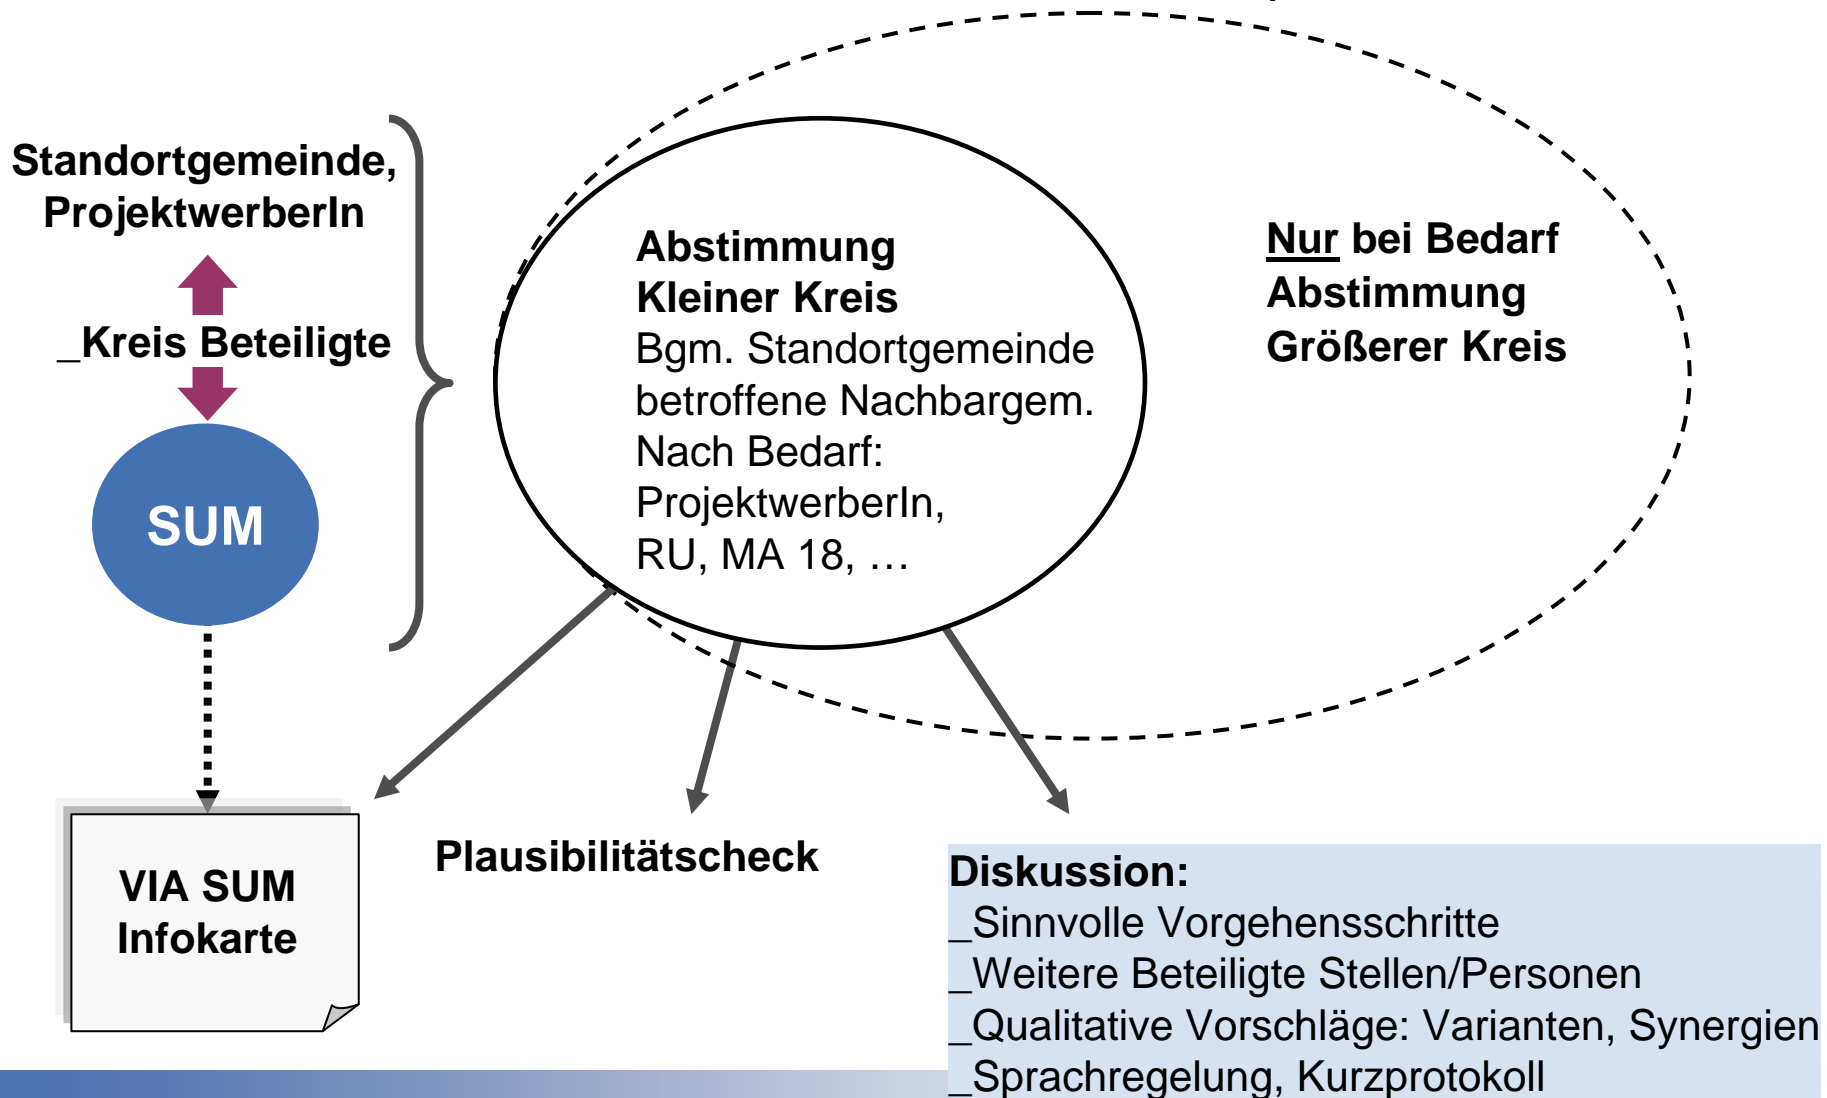 Standortgemeinde,
ProjektwerberIn
_Kreis Beteiligte
SUM
VIA SUM
Infokarte
Abstimmung
Kleiner Kreis
Bgm. Standortgemeinde
betroffene Nachbargem.
Nach Bedarf:
ProjektwerberIn,
RU, MA 18, …
Nur bei Bedarf
Abstimmung
Größerer Kreis
Plausibilitätscheck
Diskussion:
_Sinnvolle Vorgehensschritte
_Weitere Beteiligte Stellen/Personen
_Qualitative Vorschläge: Varianten, Synergien
_Sprachregelung, Kurzprotokoll